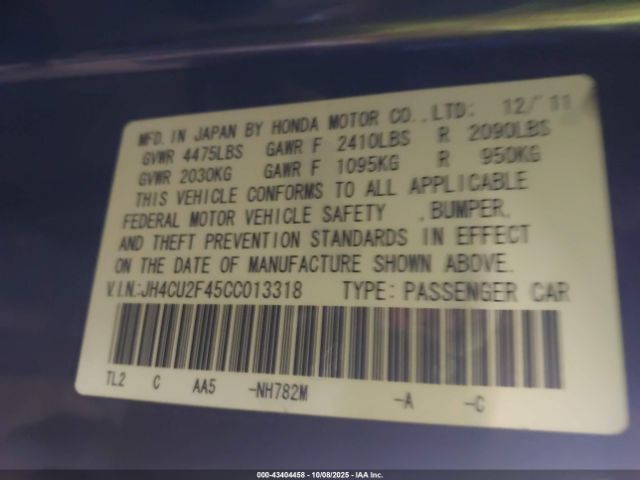 MFD. IN JAPAN BY HONDA MOTOR CO., LTD: 12/'11
GVWR 4475LBS GAWR F 2410LBS R 2090LBS
GVWR 2030KG GAWR F 1095KG R 950KG
THIS VEHICLE CONFORMS TO ALL APPLICABLE
FEDERAL MOTOR VEHICLE SAFETY , BUMPER,
AND THEFT PREVENTION STANDARDS IN EFFECT
ON THE DATE OF MANUFACTURE SHOWN ABOVE.
V.I.N.:JH4CU2F45CC013318 TYPE: PASSENGER CAR
TL2 C AA5 -NH782M -A -C
000-43404458 - 10/08/2025 - IAA Inc.